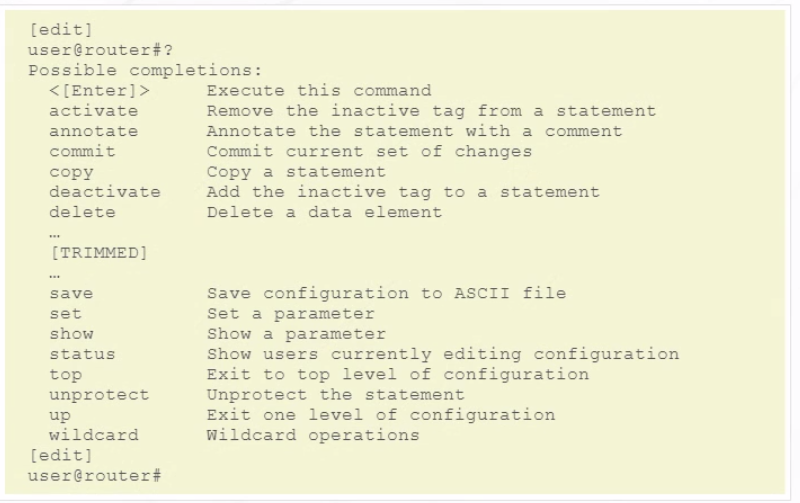 [edit]
user@router#?
Possible completions:
<[Enter]> Execute this command
activate Remove the inactive tag from a statement
annotate Annotate the statement with a comment
commit Commit current set of changes
copy Copy a statement
deactivate Add the inactive tag to a statement
delete Delete a data element
…
[TRIMMED]
…
save Save configuration to ASCII file
set Set a parameter
show Show a parameter
status Show users currently editing configuration
top Exit to top level of configuration
unprotect Unprotect the statement
up Exit one level of configuration
wildcard Wildcard operations
[edit]
user@router#